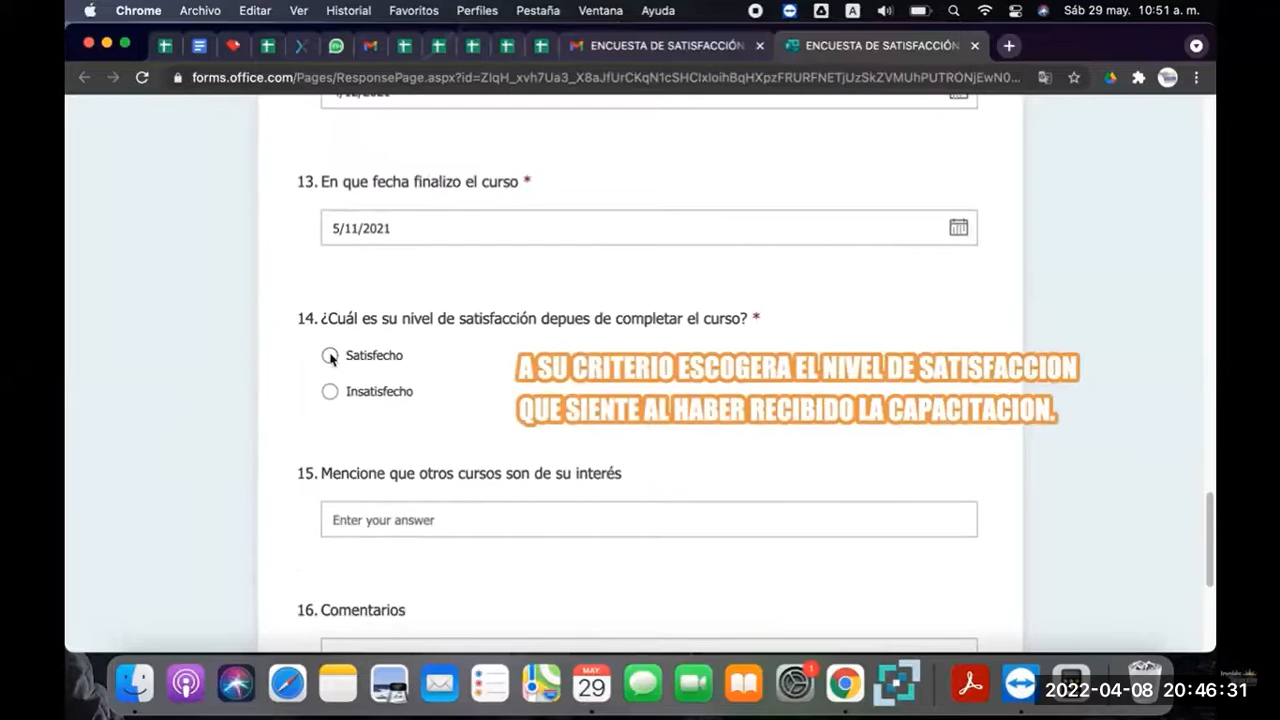 Chrome Archivo Editar Ver Historial Favoritos Perfiles Pestaña Ventana Ayuda Sáb 29 may. 10:51 a. m.
ENCUESTA DE SATISFACCIÓN ENCUESTA DE SATISFACCIÓN
forms.office.com/Pages/ResponsePage.aspx?id=ZIqH_xvh7Ua3_X8aJfUrCKqN1cSHCIxIoihBqHXpzFRURFNETjUzSkZVMUhPUTRONjEwN0...
13. En que fecha finalizo el curso *
5/11/2021
14. ¿Cuál es su nivel de satisfacción depues de completar el curso? *
Satisfecho
Insatisfecho
A SU CRITERIO ESCOGERA EL NIVEL DE SATISFACCION
QUE SIENTE AL HABER RECIBIDO LA CAPACITACION.
15. Mencione que otros cursos son de su interés
Enter your answer
16. Comentarios
MAY
29
1
2022-04-08 20:46:31